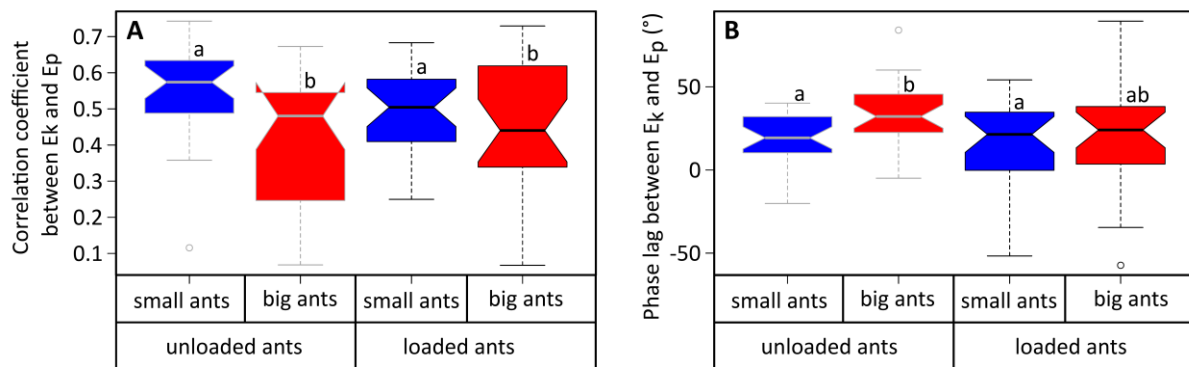 A
Correlation coefficient
between Ek and Ep
0.7
0.6
0.5
0.4
0.3
0.2
0.1
a
b
a
b
small ants
big ants
small ants
big ants
unloaded ants
loaded ants
B
Phase lag between Eₖ and Eₚ (°)
50
0
-50
a
b
a
ab
small ants
big ants
small ants
big ants
unloaded ants
loaded ants